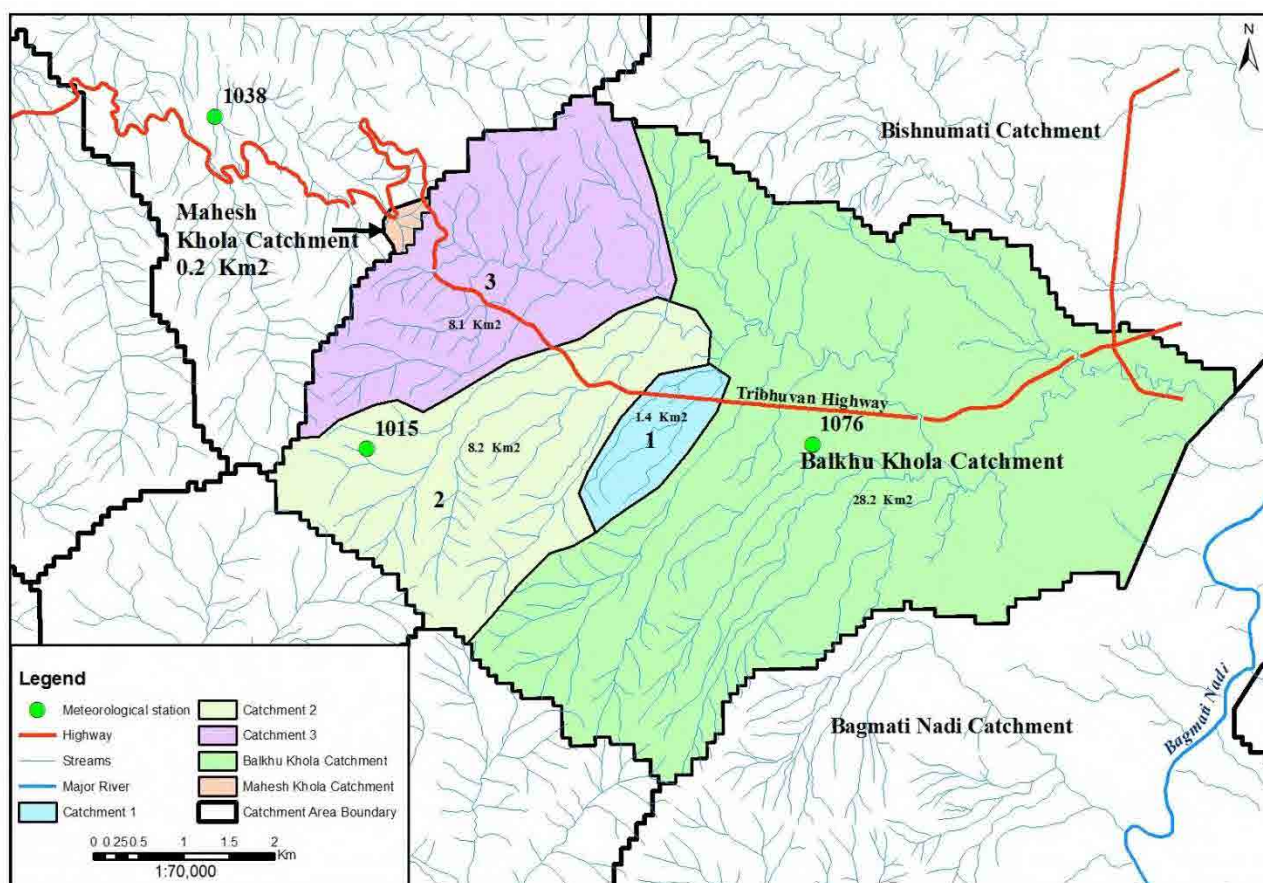 N
1038
Bishnumati Catchment
Mahesh
Khola Catchment
0.2 Km2
3
8.1 Km2
Tribhuvan Highway
1.4 Km2
1
1015
8.2 Km2
2
1076
Balkhu Khola Catchment
28.2 Km2
Bagmati Nadi Catchment
Bagmati Nadi
Legend
Meteorological station
Highway
Streams
Major River
Catchment 1
Catchment 2
Catchment 3
Balkhu Khola Catchment
Mahesh Khola Catchment
Catchment Area Boundary
0 0.25 0.5 1 1.5 2
Km
1:70,000